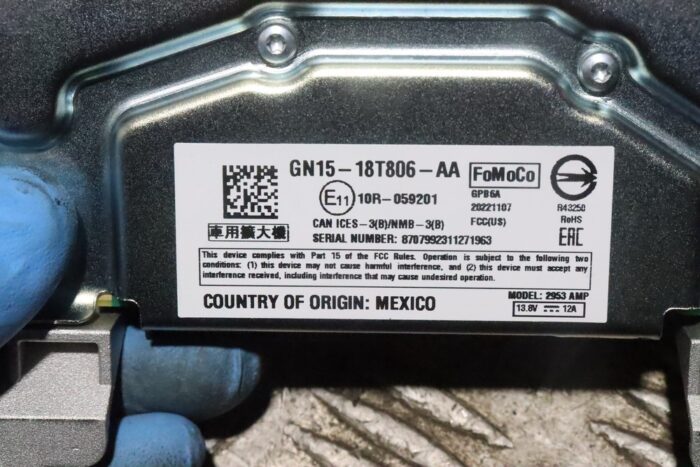 GN15-18T806-AA FoMoCo
E11 10R-059201
GPB6A
20221107
FCC(US)
R43250
RoHS
EAC
CAN ICES-3(B)/NMB-3(B)
車用擴大機
SERIAL NUMBER: 8707992311271963
This device complies with Part 15 of the FCC Rules. Operation is subject to the following two
conditions: (1) this device may not cause harmful interference, and (2) this device must accept any
interference received, including interference that may cause undesired operation.
COUNTRY OF ORIGIN: MEXICO
MODEL: 2953 AMP
13.8V ⎓ 12A